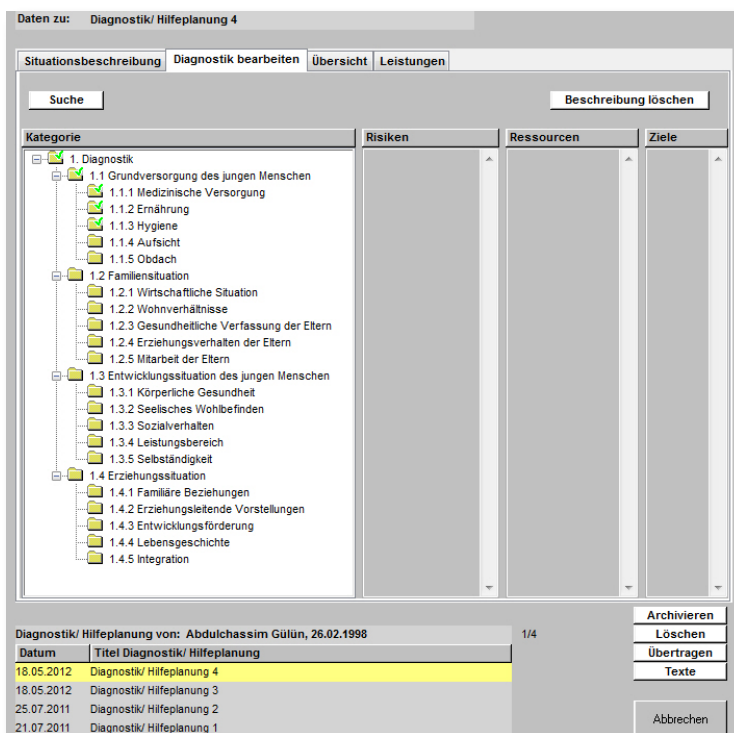 Daten zu: Diagnostik/ Hilfeplanung 4
Situationsbeschreibung Diagnostik bearbeiten Übersicht Leistungen
Suche Beschreibung löschen
Kategorie Risiken Ressourcen Ziele
1. Diagnostik
1.1 Grundversorgung des jungen Menschen
1.1.1 Medizinische Versorgung
1.1.2 Ernährung
1.1.3 Hygiene
1.1.4 Aufsicht
1.1.5 Obdach
1.2 Familiensituation
1.2.1 Wirtschaftliche Situation
1.2.2 Wohnverhältnisse
1.2.3 Gesundheitliche Verfassung der Eltern
1.2.4 Erziehungsverhalten der Eltern
1.2.5 Mitarbeit der Eltern
1.3 Entwicklungssituation des jungen Menschen
1.3.1 Körperliche Gesundheit
1.3.2 Seelisches Wohlbefinden
1.3.3 Sozialverhalten
1.3.4 Leistungsbereich
1.3.5 Selbständigkeit
1.4 Erziehungssituation
1.4.1 Familiäre Beziehungen
1.4.2 Erziehungsleitende Vorstellungen
1.4.3 Entwicklungsförderung
1.4.4 Lebensgeschichte
1.4.5 Integration
Archivieren
Diagnostik/ Hilfeplanung von: Abdulchassim Gülün, 26.02.1998 1/4 Löschen
Datum Titel Diagnostik/ Hilfeplanung Übertragen
18.05.2012 Diagnostik/ Hilfeplanung 4 Texte
18.05.2012 Diagnostik/ Hilfeplanung 3
25.07.2011 Diagnostik/ Hilfeplanung 2
Abbrechen
21.07.2011 Diagnostik/ Hilfeplanung 1